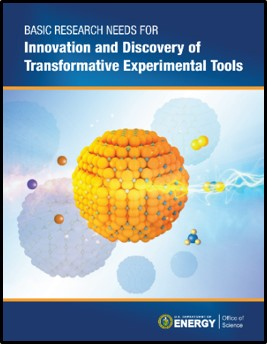 BASIC RESEARCH NEEDS FOR
Innovation and Discovery of
Transformative Experimental Tools
U.S. DEPARTMENT OF
ENERGY
Office of
Science